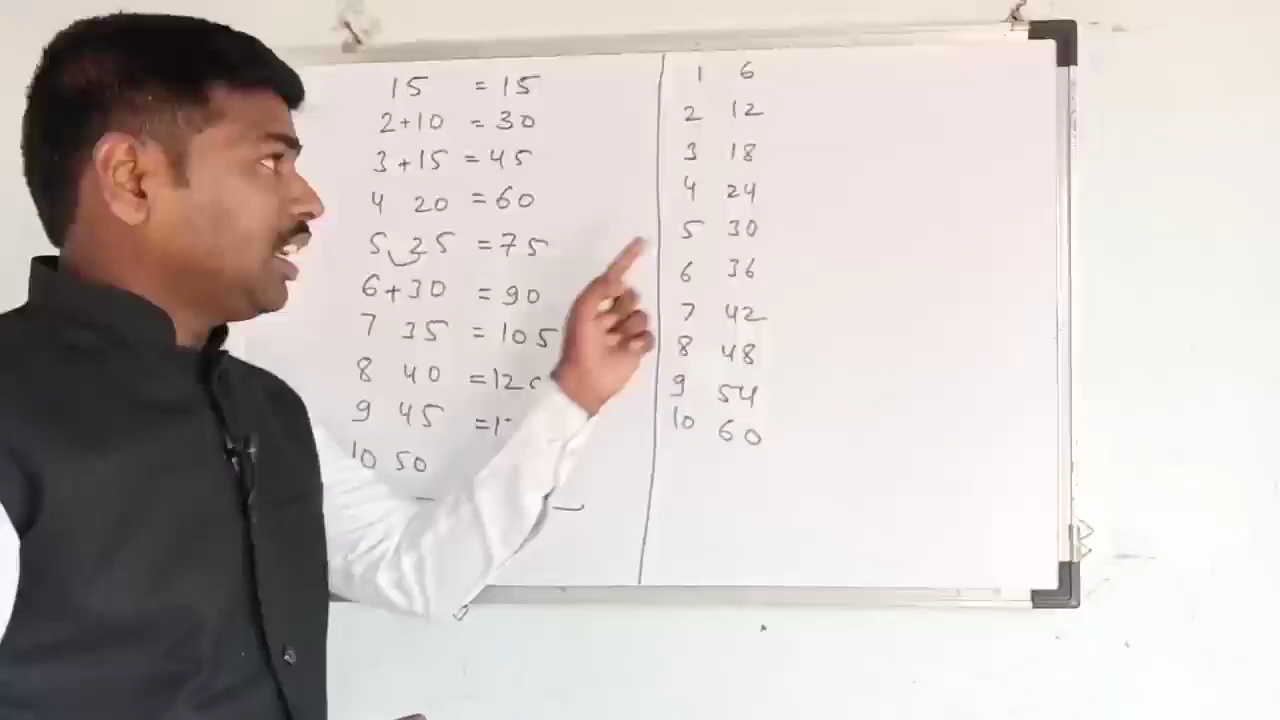 15 = 15
2+10 = 30
3+15 = 45
4 20 = 60
5 25 = 75
6+30 = 90
7 35 = 105
8 40 = 12
9 45 = 1
10 50
1 6
2 12
3 18
4 24
5 30
6 36
7 42
8 48
9 54
10 60